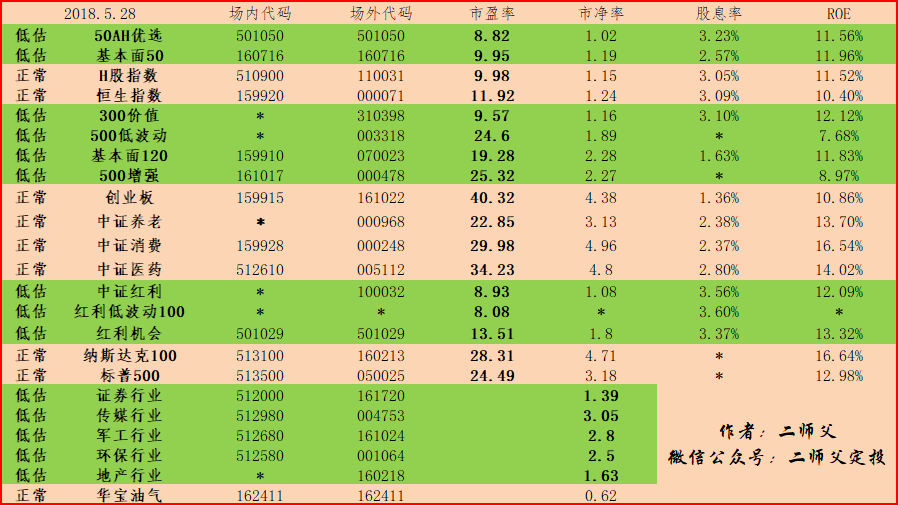 2018.5.28 场内代码 场外代码 市盈率 市净率 股息率 ROE
低估 50AH优选 501050 501050 8.82 1.02 3.23% 11.56%
低估 基本面50 160716 160716 9.95 1.19 2.57% 11.96%
正常 H股指数 510900 110031 9.98 1.15 3.05% 11.52%
正常 恒生指数 159920 000071 11.92 1.24 3.09% 10.40%
低估 300价值 * 310398 9.57 1.16 3.10% 12.12%
低估 500低波动 * 003318 24.6 1.89 * 7.68%
低估 基本面120 159910 070023 19.28 2.28 1.63% 11.83%
低估 500增强 161017 000478 25.32 2.27 * 8.97%
正常 创业板 159915 161022 40.32 4.38 1.36% 10.86%
正常 中证养老 * 000968 22.85 3.13 2.38% 13.70%
正常 中证消费 159928 000248 29.98 4.96 2.37% 16.54%
正常 中证医药 512610 005112 34.23 4.8 2.80% 14.02%
低估 中证红利 * 100032 8.93 1.08 3.56% 12.09%
低估 红利低波动100 * * 8.08 * 3.60% *
低估 红利机会 501029 501029 13.51 1.8 3.37% 13.32%
正常 纳斯达克100 513100 160213 28.31 4.71 * 16.64%
正常 标普500 513500 050025 24.49 3.18 * 12.98%
低估 证券行业 512000 161720 1.39
低估 传媒行业 512980 004753 3.05
低估 军工行业 512680 161024 2.8
低估 环保行业 512580 001064 2.5
低估 地产行业 * 160218 1.63
正常 华宝油气 162411 162411 0.62
作者：二师父
微信公众号：二师父定投